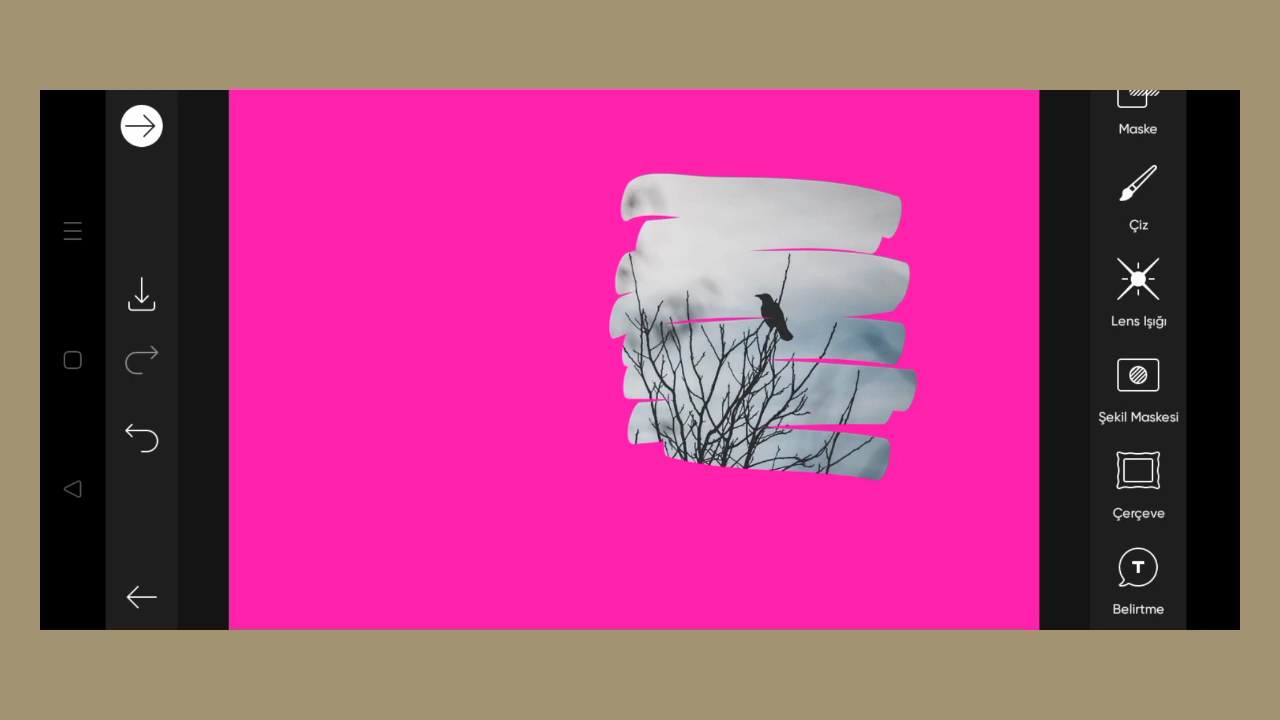 Maske
Çiz
Lens Işığı
Şekil Maskesi
Çerçeve
T
Belirtme